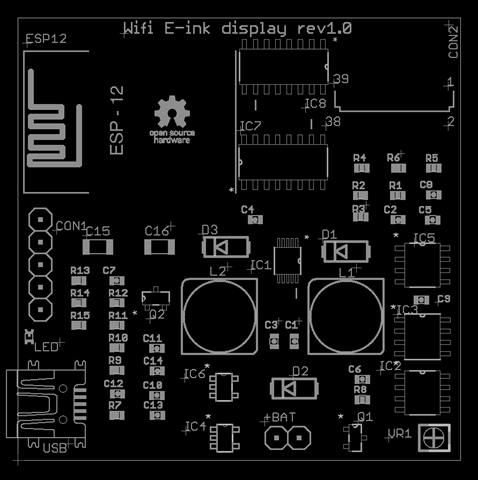 Wifi E-ink display rev1.0
ESP12
CON2
ESP-12
39
1
IC8
open source
hardware
IC7
38
2
R4
R6
R5
R2
R1
C8
R3
C2
C5
C4
CON1
C15
C16
D3
D1
IC5
IC1
L2
L1
R13
C7
R14
R12
C9
R15
R11
Q2
IC3
R10
C11
C3
C1
LED
R9
C14
IC6
D2
C6
IC2
C12
C10
R8
R7
C13
IC4
+BAT
Q1
VR1
USB